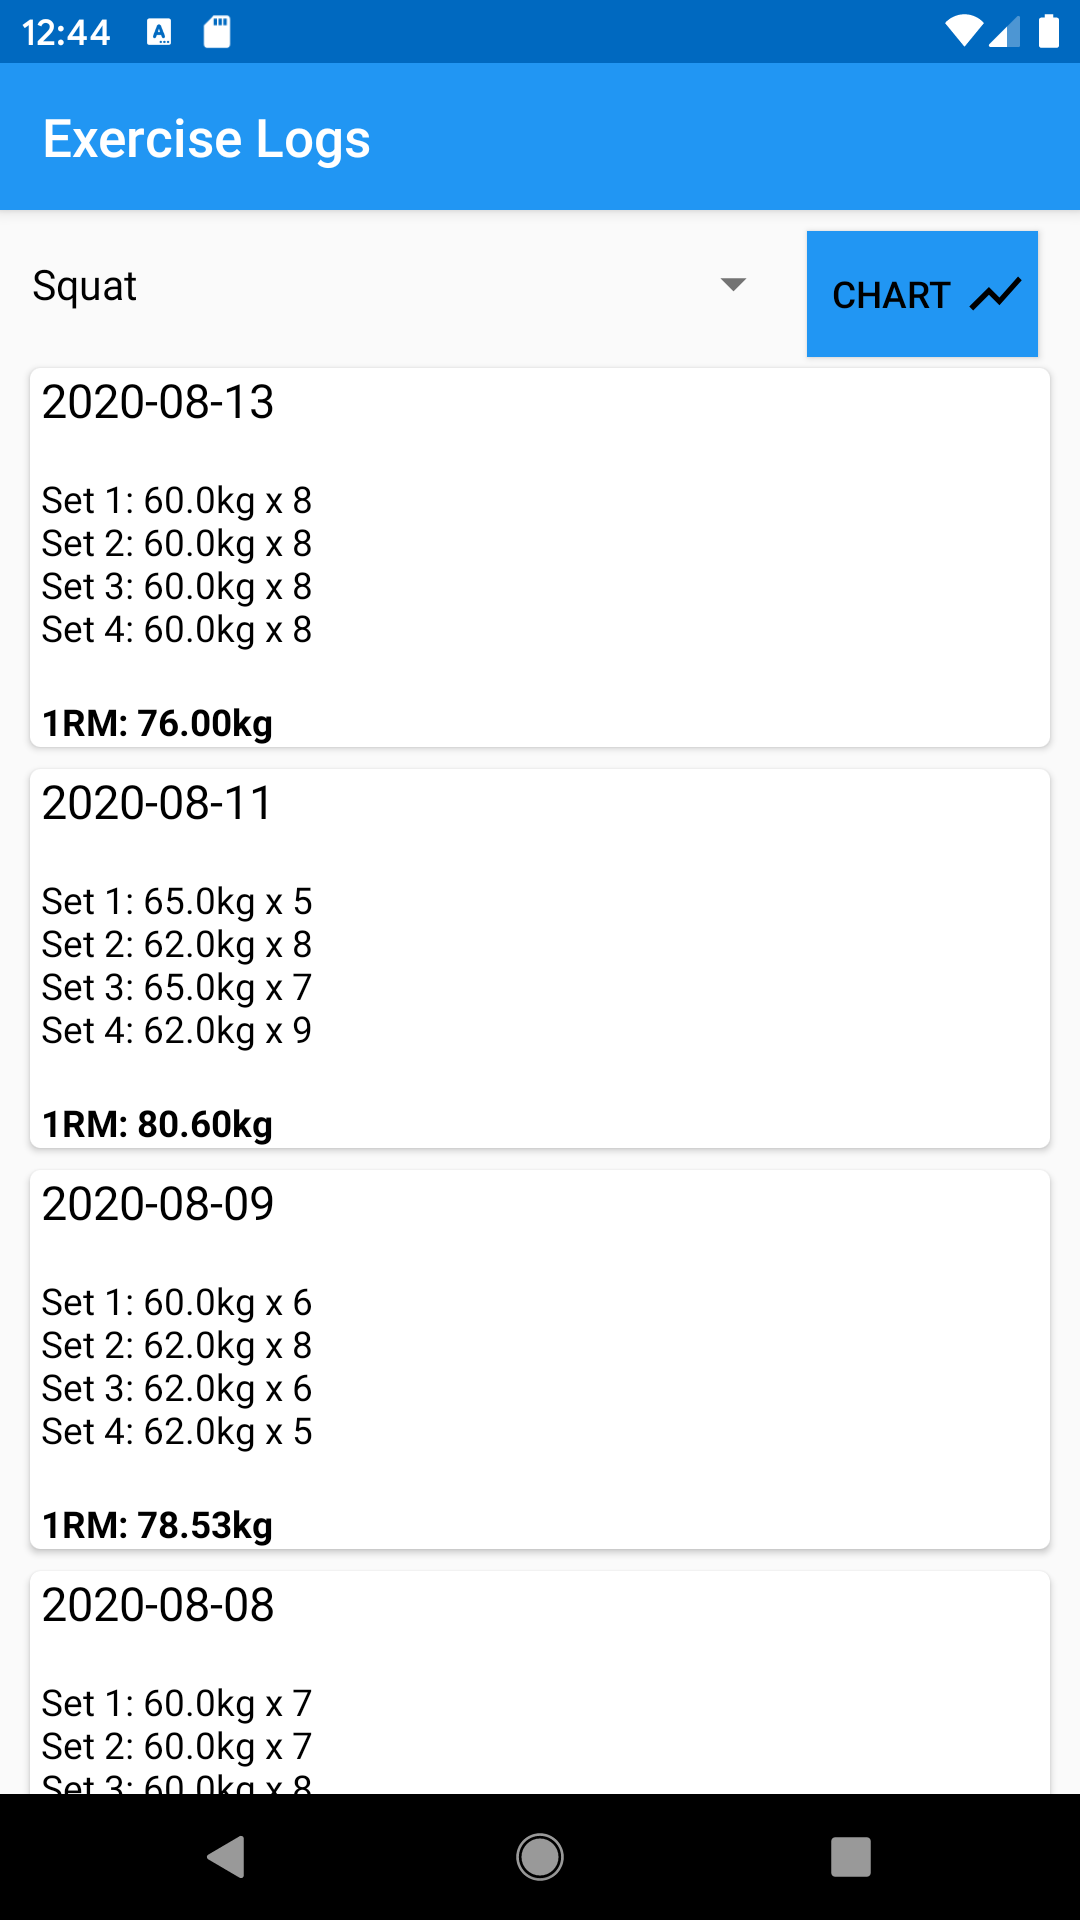 12:44
Exercise Logs
Squat
CHART
2020-08-13
Set 1: 60.0kg x 8
Set 2: 60.0kg x 8
Set 3: 60.0kg x 8
Set 4: 60.0kg x 8
1RM: 76.00kg
2020-08-11
Set 1: 65.0kg x 5
Set 2: 62.0kg x 8
Set 3: 65.0kg x 7
Set 4: 62.0kg x 9
1RM: 80.60kg
2020-08-09
Set 1: 60.0kg x 6
Set 2: 62.0kg x 8
Set 3: 62.0kg x 6
Set 4: 62.0kg x 5
1RM: 78.53kg
2020-08-08
Set 1: 60.0kg x 7
Set 2: 60.0kg x 7
Set 3: 60.0kg x 8